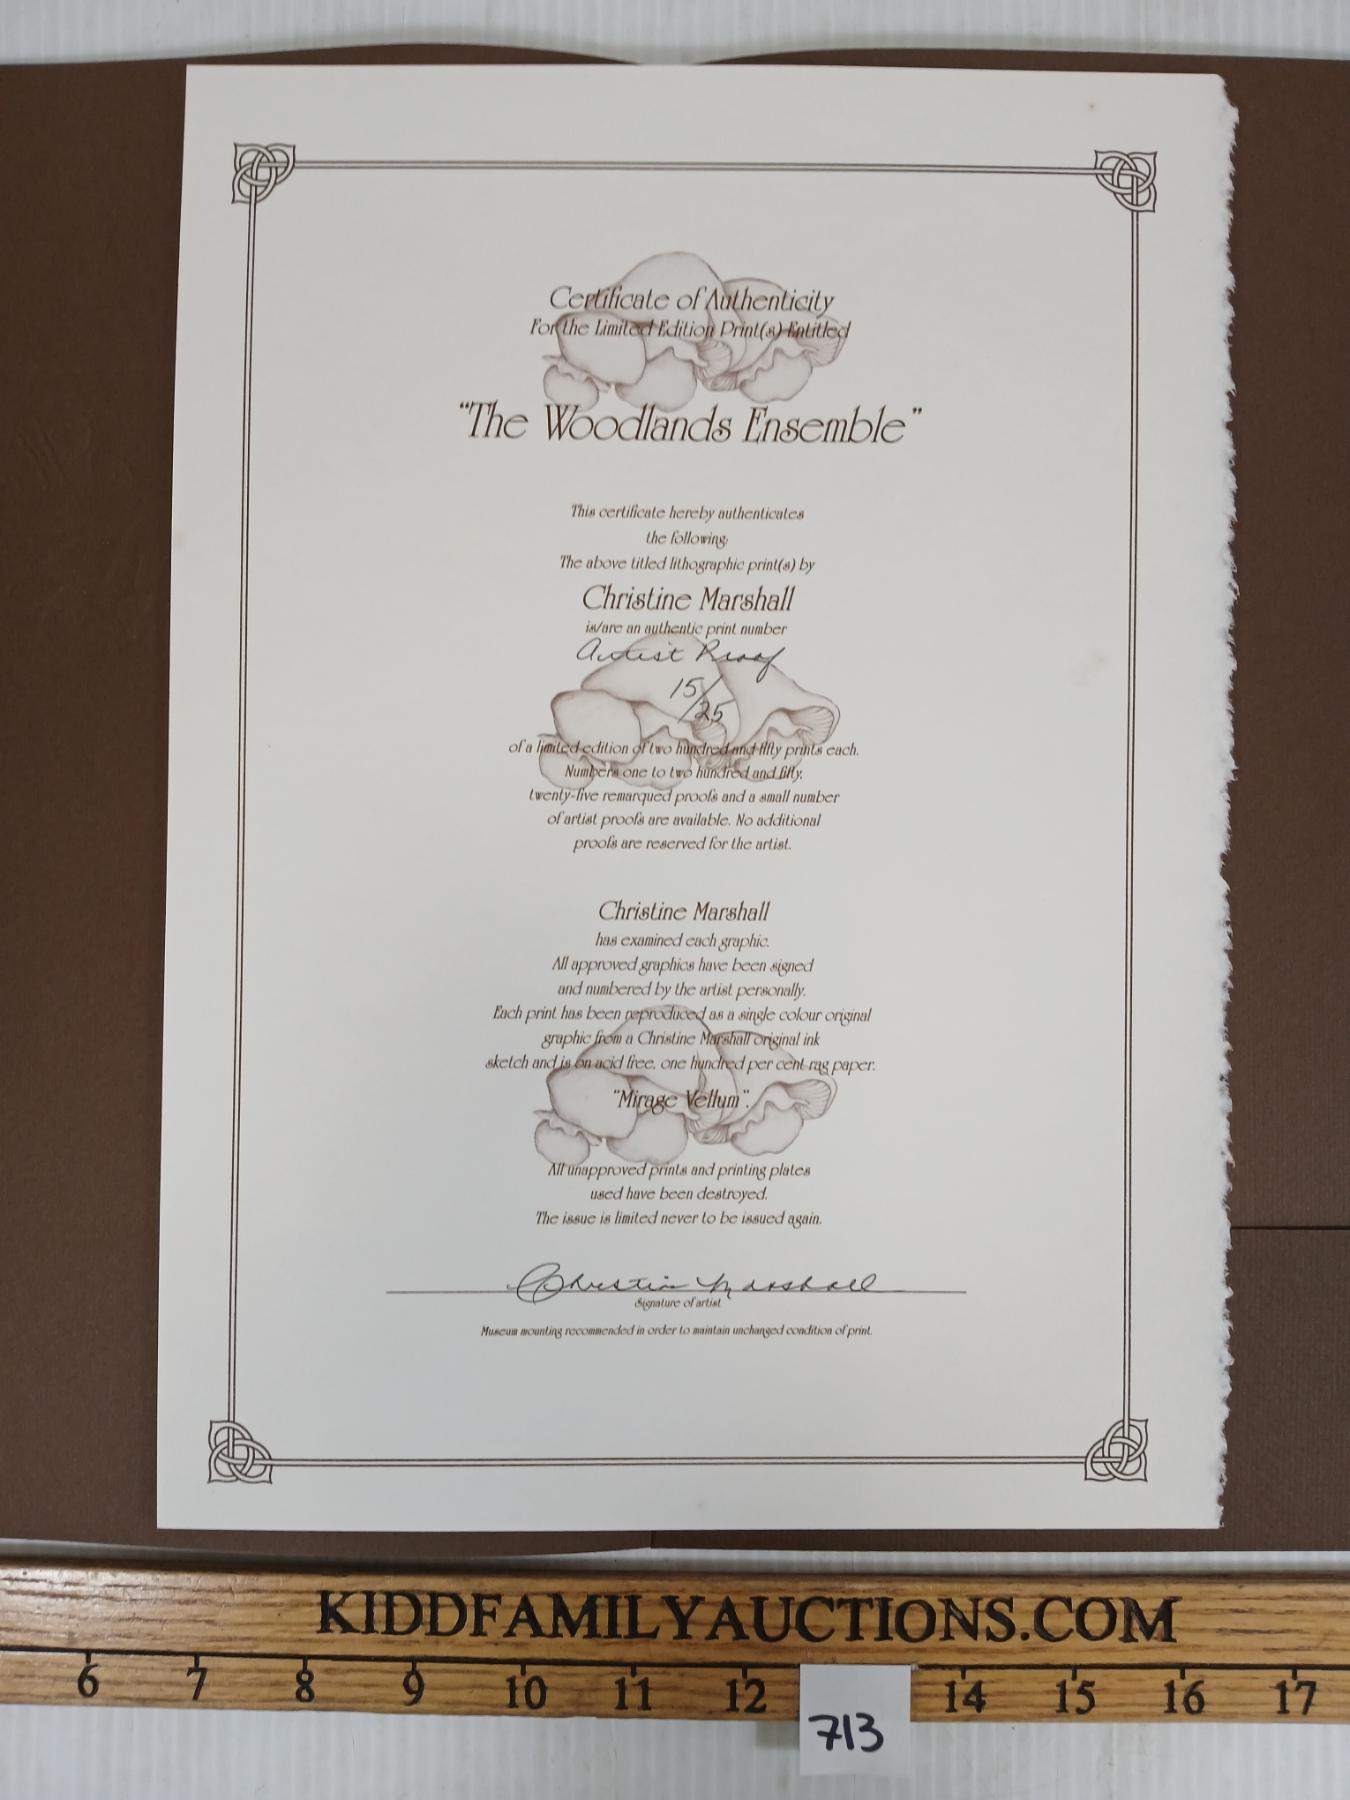 Certificate of Authenticity
For the Limited Edition Print(s) Entitled
"The Woodlands Ensemble"
This certificate hereby authenticates
the following:
The above titled lithographic print(s) by
Christine Marshall
is/are an authentic print number
Artist Proof
15/25
of a limited edition of two hundred and fifty prints each.
Numbers one to two hundred and fifty,
twenty-five remarqued proofs and a small number
of artist proofs are available. No additional
proofs are reserved for the artist.
Christine Marshall
has examined each graphic.
All approved graphics have been signed
and numbered by the artist personally.
Each print has been reproduced as a single colour original
graphic from a Christine Marshall original ink
sketch and is on acid free, one hundred per cent rag paper.
"Mirage Vellum".
All unapproved prints and printing plates
used have been destroyed.
The issue is limited never to be issued again.
Christine Marshall
Signature of artist
Museum mounting recommended in order to maintain unchanged condition of print.
KIDDFAMILYAUCTIONS.COM
6 7 8 9 10 11 12 14 15 16 17
713